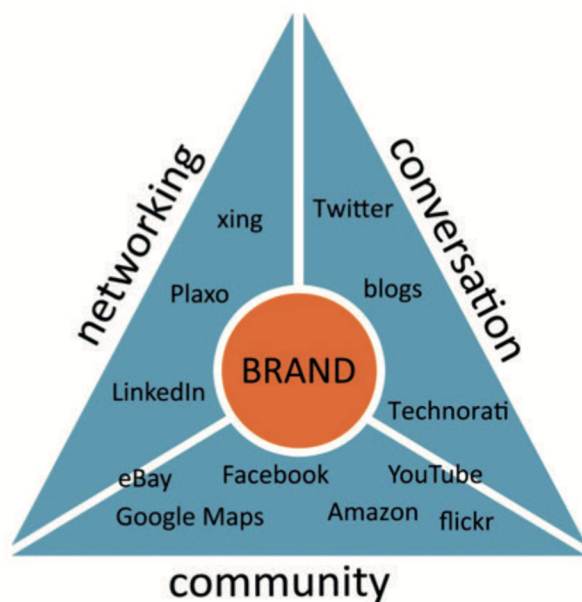 networking
conversation
xing
Twitter
Plaxo
blogs
BRAND
LinkedIn
Technorati
eBay
Facebook
YouTube
Google Maps
Amazon
flickr
community